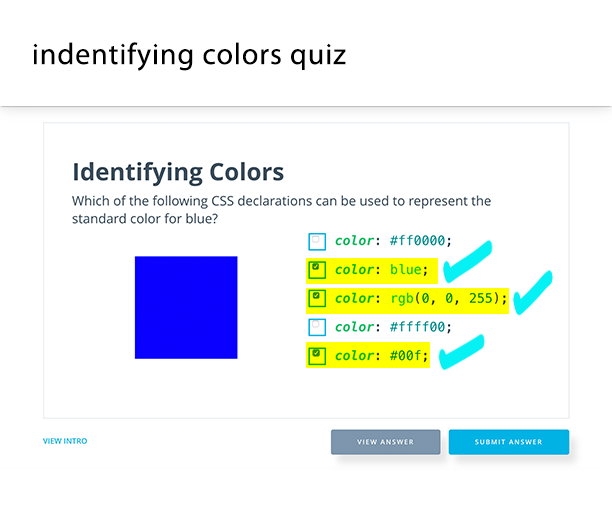 indentifying colors quiz
Identifying Colors
Which of the following CSS declarations can be used to represent the
standard color for blue?
color: #ff0000;
color: blue;
color: rgb(0, 0, 255);
color: #ffff00;
color: #00f;
VIEW INTRO
VIEW ANSWER
SUBMIT ANSWER